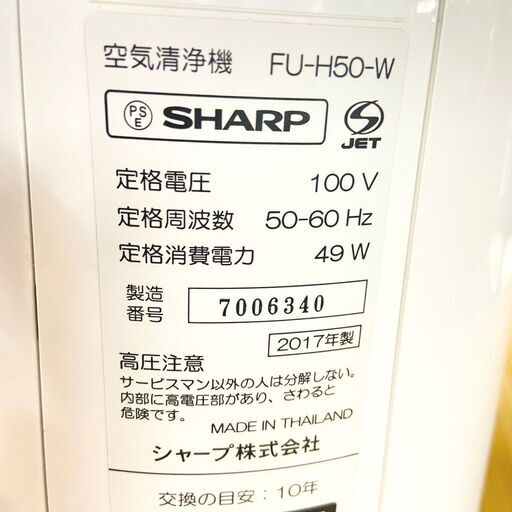 空気清浄機 FU-H50-W
PSE SHARP S JET
定格電圧 100 V
定格周波数 50-60 Hz
定格消費電力 49 W
製造番号 7006340
2017年製
高圧注意
サービスマン以外の人は分解しない。
内部に高電圧部があり、さわると
危険です。
MADE IN THAILAND
シャープ株式会社
交換の目安：10年